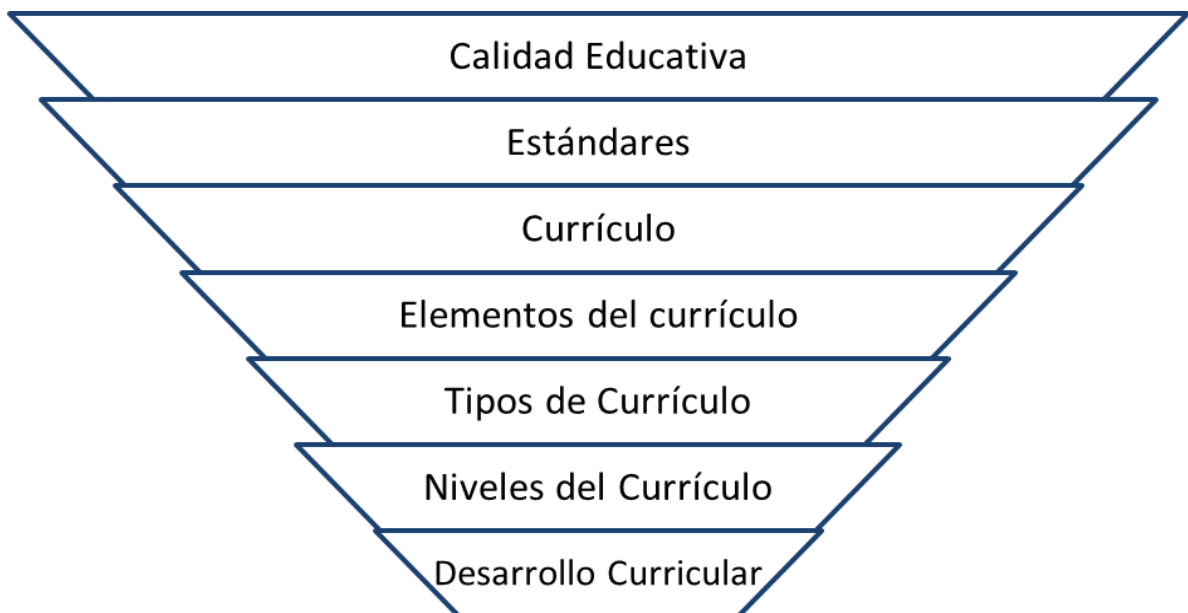 Calidad Educativa
Estándares
Currículo
Elementos del currículo
Tipos de Currículo
Niveles del Currículo
Desarrollo Curricular